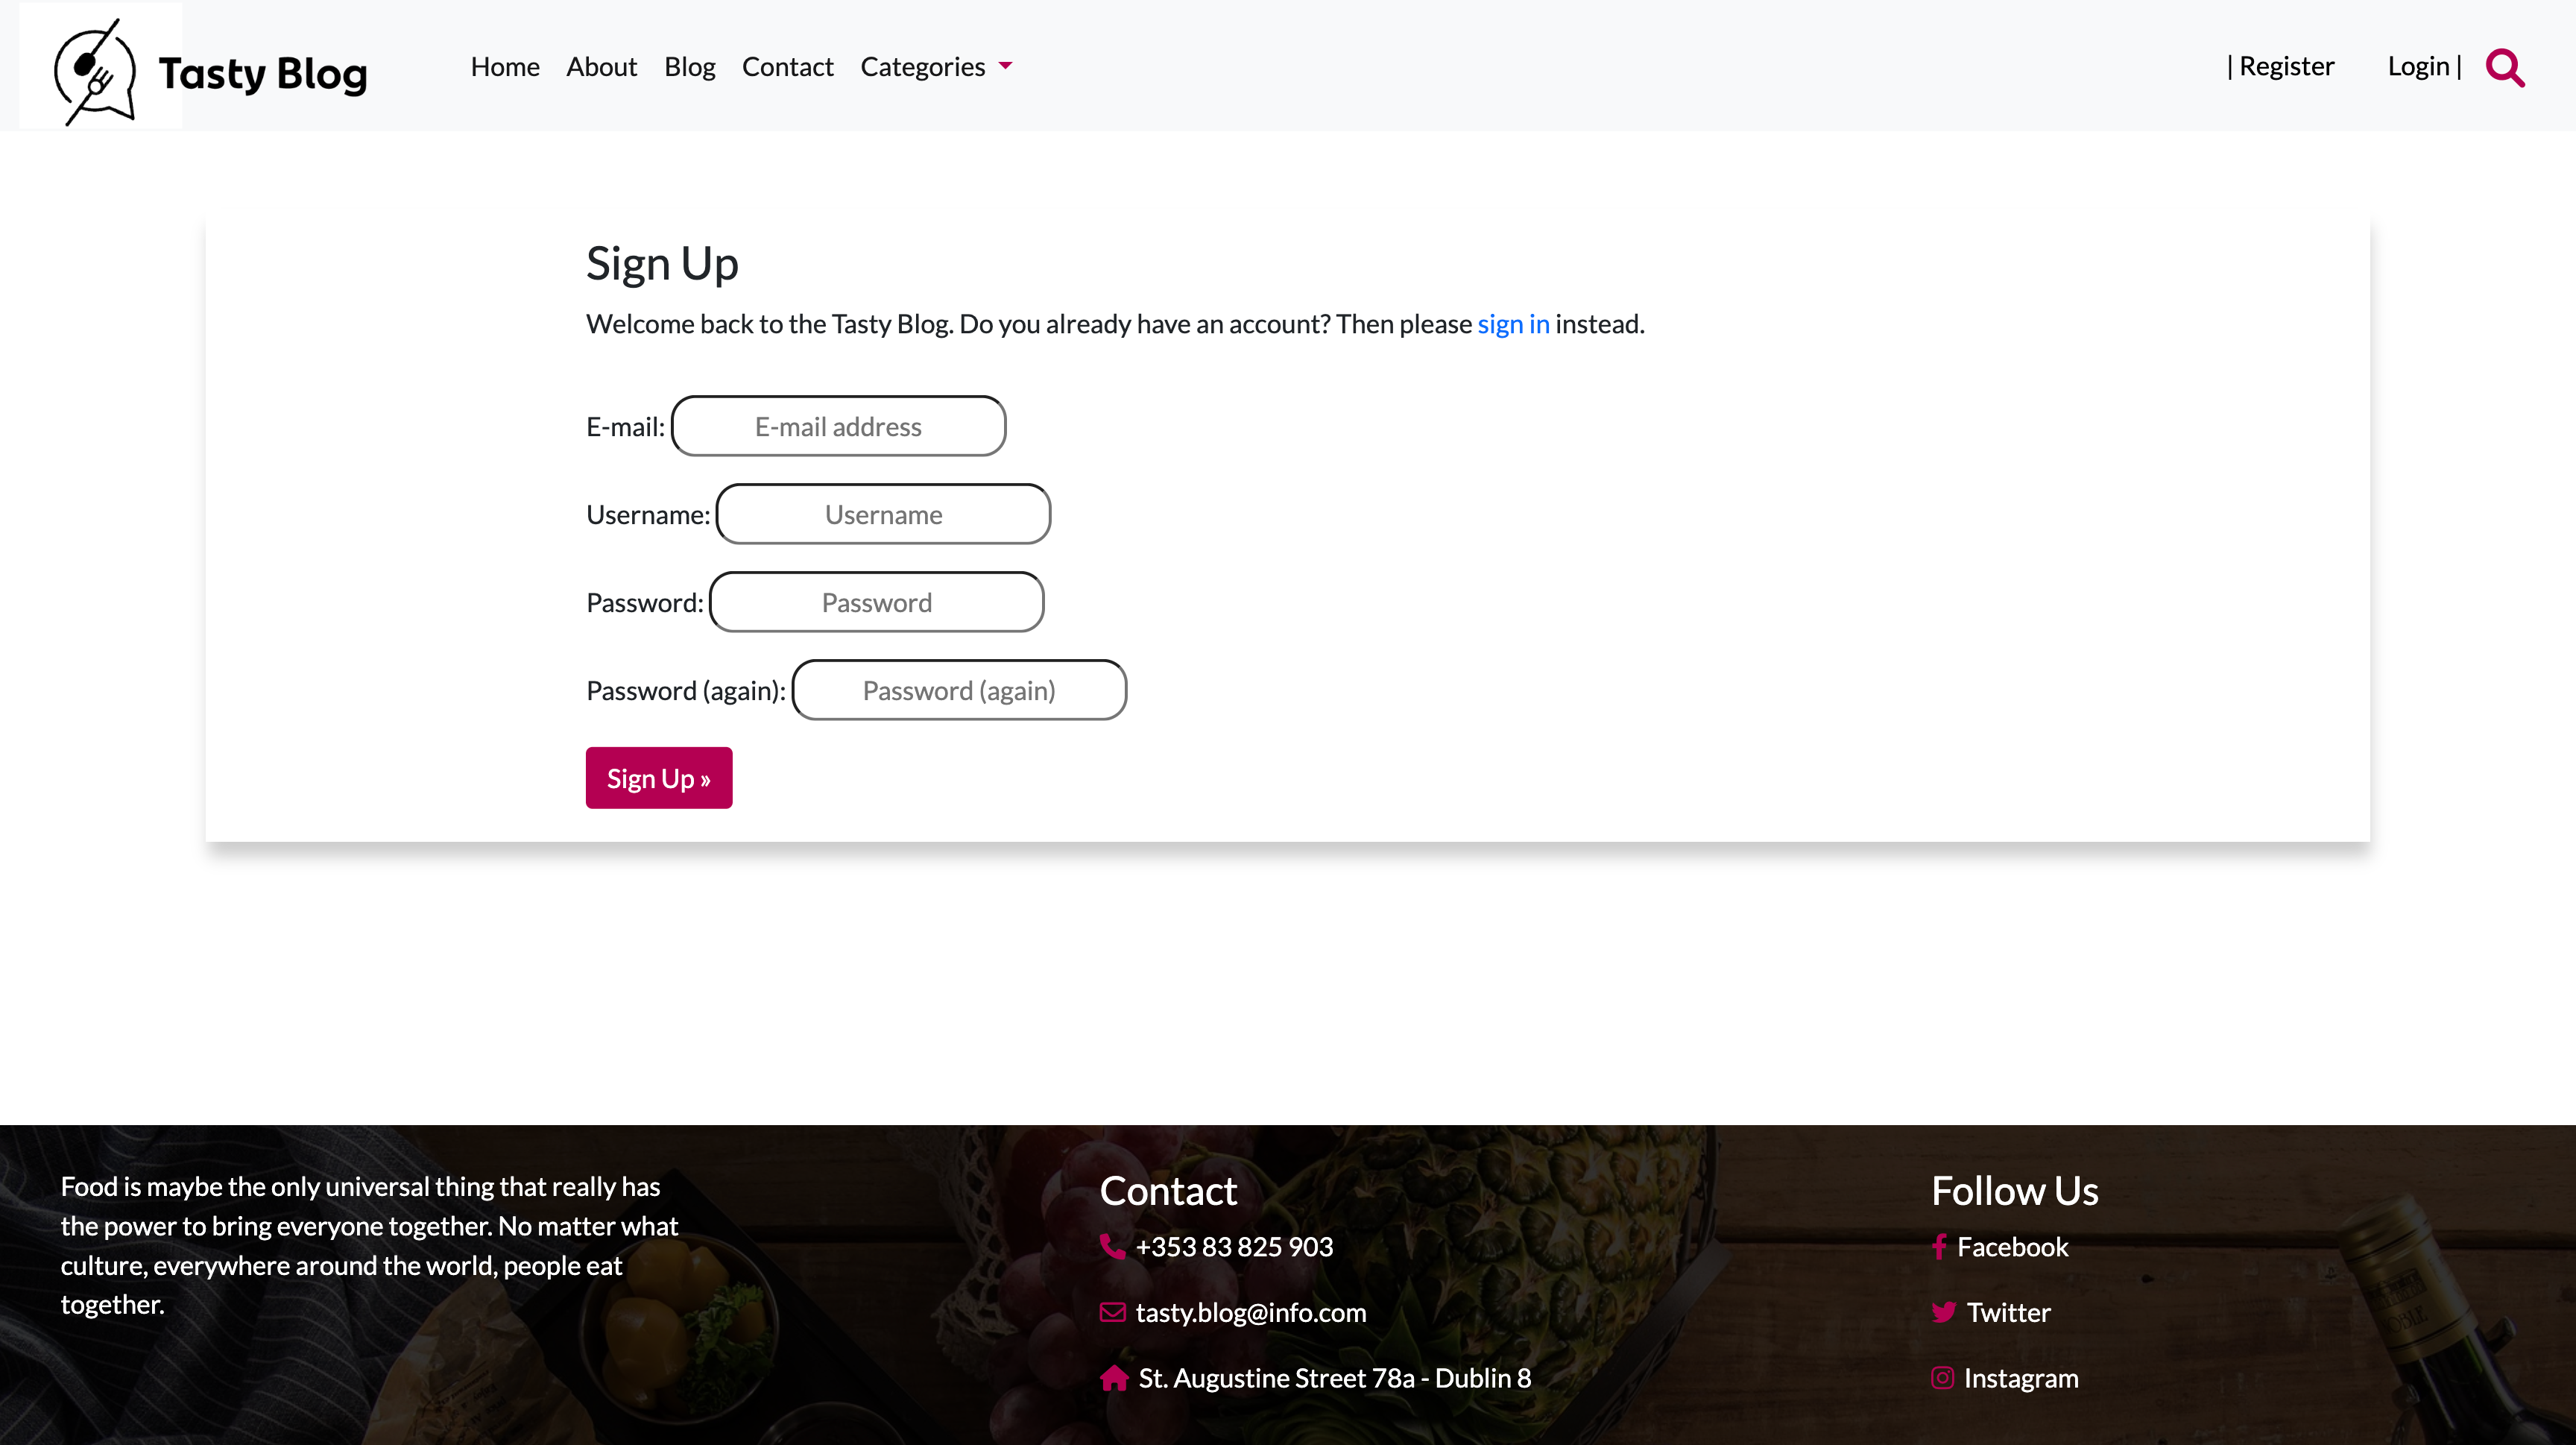 Tasty Blog
Home About Blog Contact Categories
| Register Login |
Sign Up
Welcome back to the Tasty Blog. Do you already have an account? Then please sign in instead.
E-mail: E-mail address
Username: Username
Password: Password
Password (again): Password (again)
Sign Up »
Food is maybe the only universal thing that really has
the power to bring everyone together. No matter what
culture, everywhere around the world, people eat
together.
Contact
+353 83 825 903
tasty.blog@info.com
St. Augustine Street 78a - Dublin 8
Follow Us
Facebook
Twitter
Instagram